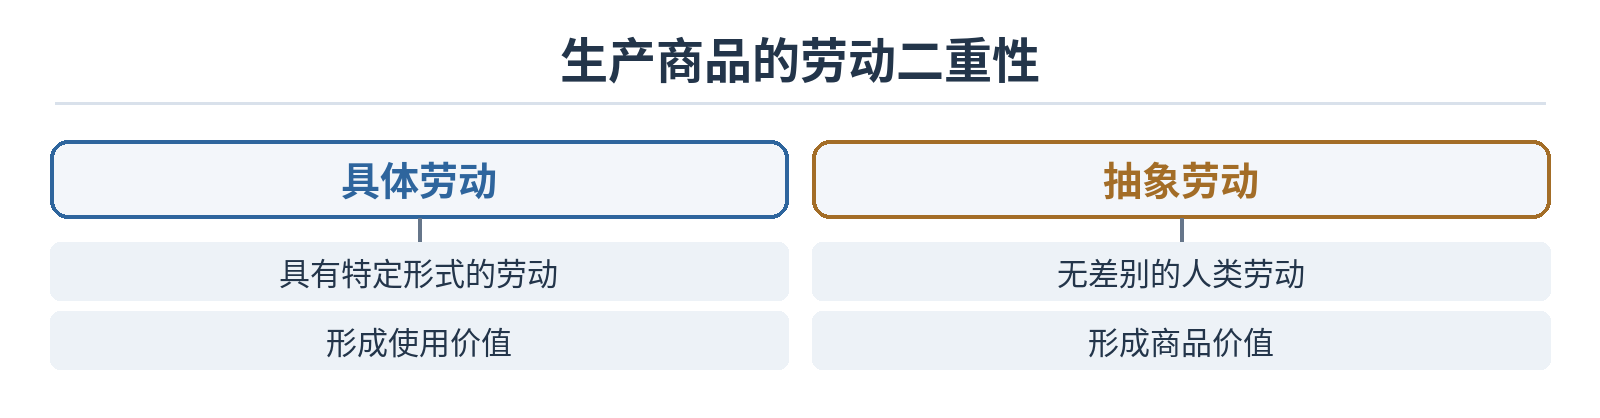 生产商品的劳动二重性
具体劳动
抽象劳动
具有特定形式的劳动
无差别的人类劳动
形成使用价值
形成商品价值